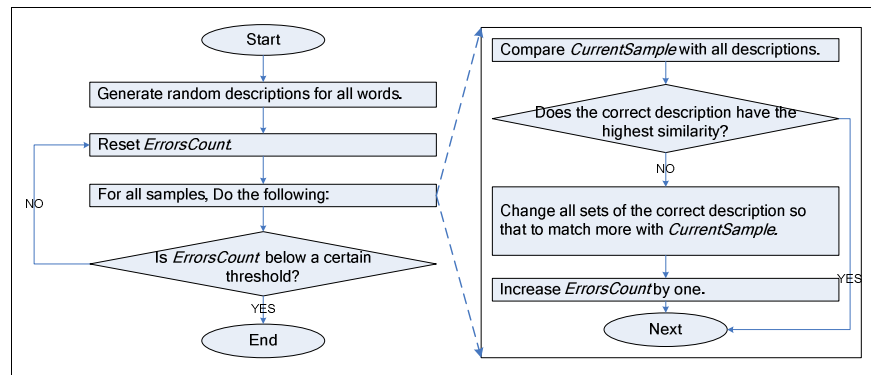 Start
Generate random descriptions for all words.
Reset ErrorsCount.
For all samples, Do the following:
NO
Is ErrorsCount below a certain
threshold?
YES
End
Compare CurrentSample with all descriptions.
Does the correct description have the
highest similarity?
NO
Change all sets of the correct description so
that to match more with CurrentSample.
YES
Increase ErrorsCount by one.
Next